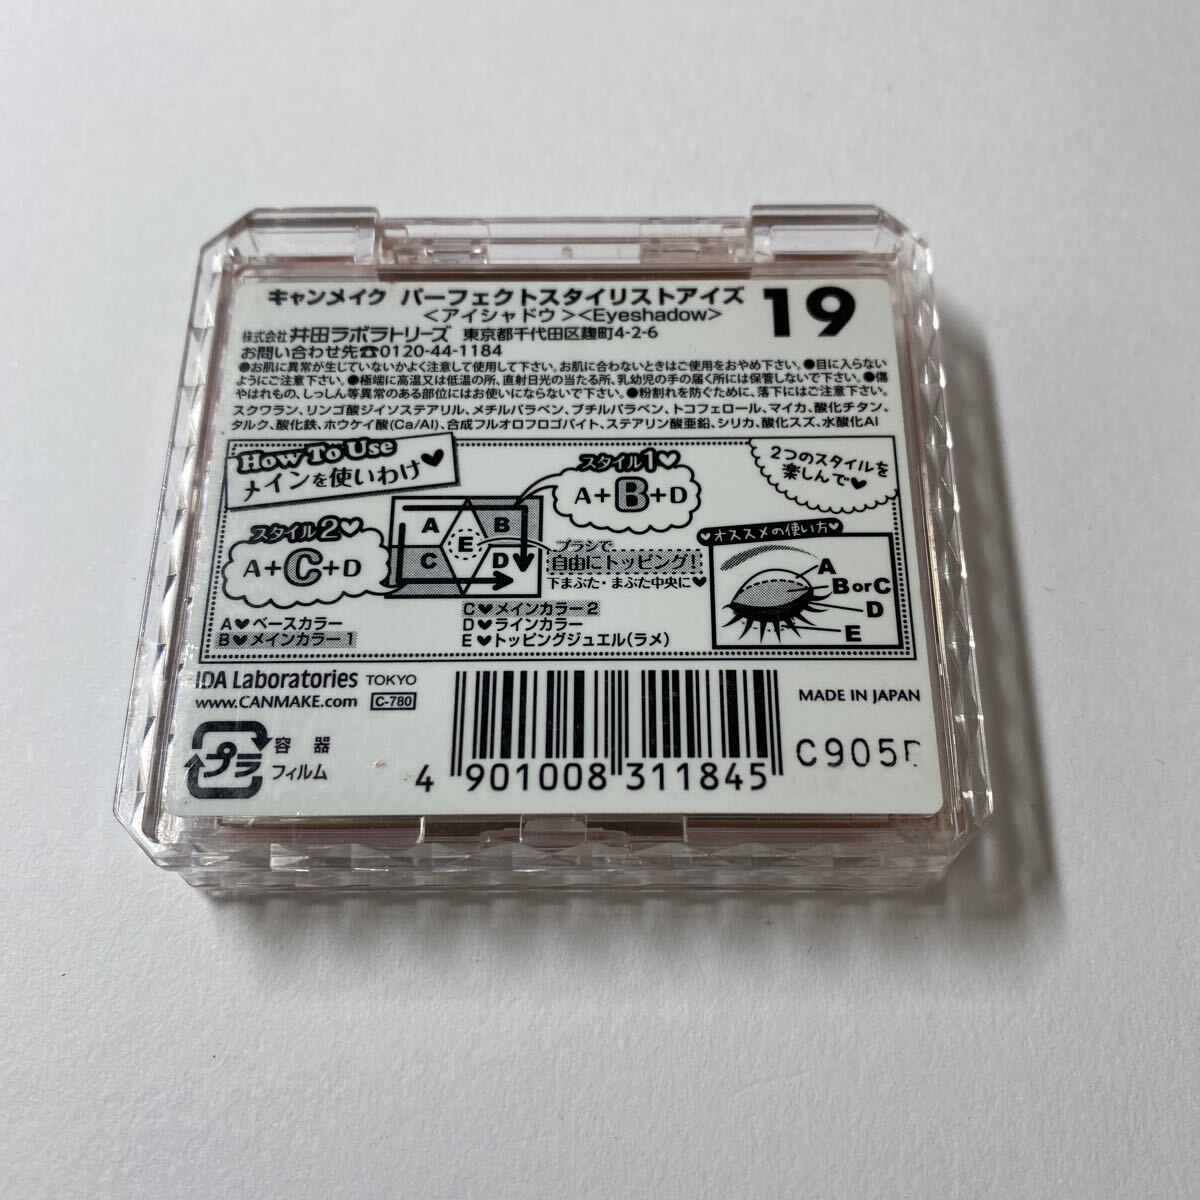 キャンメイク パーフェクトスタイリストアイズ 19
<アイシャドウ><Eyeshadow>
株式会社 井田ラボラトリーズ 東京都千代田区麹町4-2-6
お問い合わせ先☎0120-44-1184
●お肌に異常が生じていないかよく注意して使用して下さい。お肌に合わないときはご使用をおやめ下さい。●目に入らない
ようにご注意下さい。●極端に高温又は低温の所、直射日光の当たる所、乳幼児の手の届く所には保管しないで下さい。●傷
やはれもの、しっしん等異常のある部位にはお使いにならないで下さい。●粉割れを防ぐために、落下にはご注意下さい。
スクワラン、リンゴ酸ジイソステアリル、メチルパラベン、ブチルパラベン、トコフェロール、マイカ、酸化チタン、
タルク、酸化鉄、ホウケイ酸(Ca/Al)、合成フルオロフロゴパイト、ステアリン酸亜鉛、シリカ、酸化スズ、水酸化Al
How To Use
メインを使いわけ♥
スタイル1♥
A+B+D
2つのスタイルを
楽しんで♥
スタイル2♥
A+C+D
A
B
E
C
D
ブラシで
自由にトッピング!
下まぶた・まぶた中央に♥
♥オススメの使い方♥
A
B or C
D
E
A♥ベースカラー
B♥メインカラー1
C♥メインカラー2
D♥ラインカラー
E♥トッピングジュエル(ラメ)
IDA Laboratories TOKYO
www.CANMAKE.com C-780
MADE IN JAPAN
プラ
容器
フィルム
4 901008 311845
C905